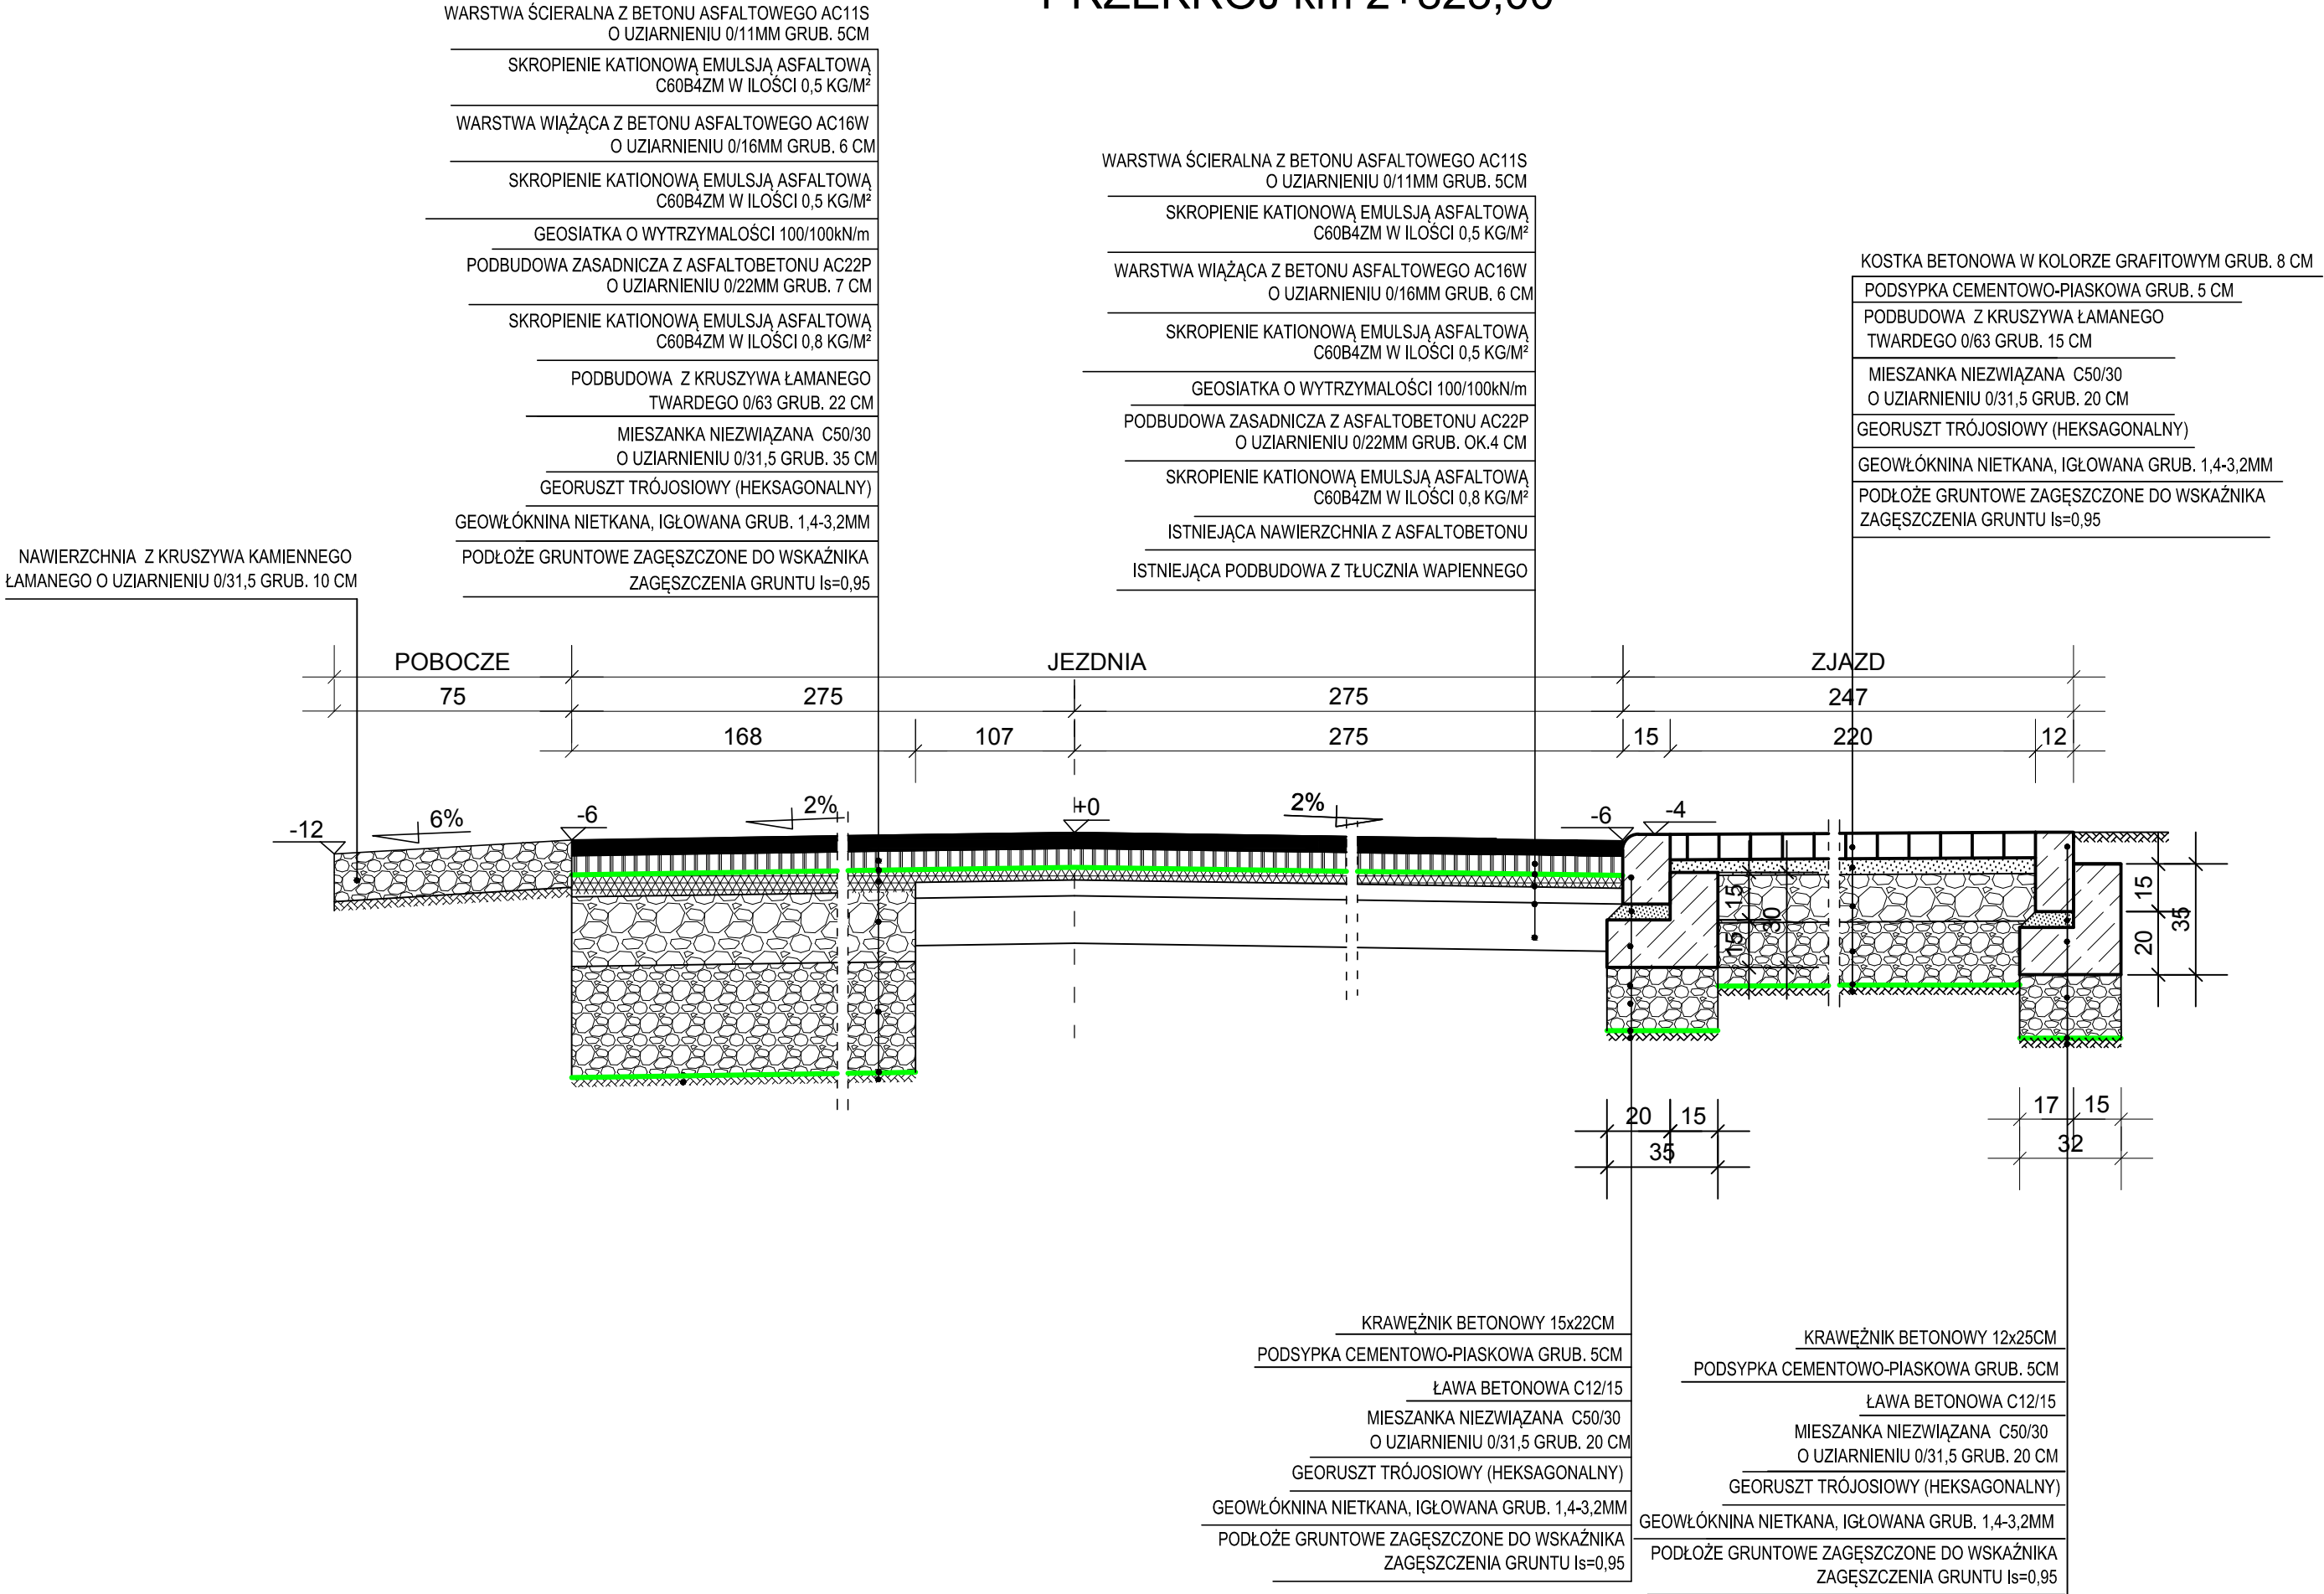 WARSTWA ŚCIERALNA Z BETONU ASFALTOWEGO AC11S
O UZIARNIENIU 0/11MM GRUB. 5CM
SKROPIENIE KATIONOWĄ EMULSJĄ ASFALTOWĄ
C60B4ZM W ILOŚCI 0,5 KG/M²
WARSTWA WIĄŻĄCA Z BETONU ASFALTOWEGO AC16W
O UZIARNIENIU 0/16MM GRUB. 6 CM
SKROPIENIE KATIONOWĄ EMULSJĄ ASFALTOWĄ
C60B4ZM W ILOŚCI 0,5 KG/M²
GEOSIATKA O WYTRZYMALOŚCI 100/100kN/m
PODBUDOWA ZASADNICZA Z ASFALTOBETONU AC22P
O UZIARNIENIU 0/22MM GRUB. 7 CM
SKROPIENIE KATIONOWĄ EMULSJĄ ASFALTOWĄ
C60B4ZM W ILOŚCI 0,8 KG/M²
PODBUDOWA Z KRUSZYWA ŁAMANEGO
TWARDEGO 0/63 GRUB. 22 CM
MIESZANKA NIEZWIĄZANA C50/30
O UZIARNIENIU 0/31,5 GRUB. 35 CM
GEORUSZT TRÓJOSIOWY (HEKSAGONALNY)
GEOWŁÓKNINA NIETKANA, IGŁOWANA GRUB. 1,4-3,2MM
PODŁOŻE GRUNTOWE ZAGĘSZCZONE DO WSKAŹNIKA
ZAGĘSZCZENIA GRUNTU Is=0,95
NAWIERZCHNIA Z KRUSZYWA KAMIENNEGO
ŁAMANEGO O UZIARNIENIU 0/31,5 GRUB. 10 CM
WARSTWA ŚCIERALNA Z BETONU ASFALTOWEGO AC11S
O UZIARNIENIU 0/11MM GRUB. 5CM
SKROPIENIE KATIONOWĄ EMULSJĄ ASFALTOWĄ
C60B4ZM W ILOŚCI 0,5 KG/M²
WARSTWA WIĄŻĄCA Z BETONU ASFALTOWEGO AC16W
O UZIARNIENIU 0/16MM GRUB. 6 CM
SKROPIENIE KATIONOWĄ EMULSJĄ ASFALTOWĄ
C60B4ZM W ILOŚCI 0,5 KG/M²
GEOSIATKA O WYTRZYMALOŚCI 100/100kN/m
PODBUDOWA ZASADNICZA Z ASFALTOBETONU AC22P
O UZIARNIENIU 0/22MM GRUB. OK.4 CM
SKROPIENIE KATIONOWĄ EMULSJĄ ASFALTOWĄ
C60B4ZM W ILOŚCI 0,8 KG/M²
ISTNIEJĄCA NAWIERZCHNIA Z ASFALTOBETONU
ISTNIEJĄCA PODBUDOWA Z TŁUCZNIA WAPIENNEGO
KOSTKA BETONOWA W KOLORZE GRAFITOWYM GRUB. 8 CM
PODSYPKA CEMENTOWO-PIASKOWA GRUB. 5 CM
PODBUDOWA Z KRUSZYWA ŁAMANEGO
TWARDEGO 0/63 GRUB. 15 CM
MIESZANKA NIEZWIĄZANA C50/30
O UZIARNIENIU 0/31,5 GRUB. 20 CM
GEORUSZT TRÓJOSIOWY (HEKSAGONALNY)
GEOWŁÓKNINA NIETKANA, IGŁOWANA GRUB. 1,4-3,2MM
PODŁOŻE GRUNTOWE ZAGĘSZCZONE DO WSKAŹNIKA
ZAGĘSZCZENIA GRUNTU Is=0,95
POBOCZE JEZDNIA ZJAZD
75 275 275 247
168 107 275 15 220 12
-12 6% -6 2% +0 2% -6 -4
15 15 30
15 20 35
20 15
35
17 15
32
KRAWĘŻNIK BETONOWY 15x22CM
PODSYPKA CEMENTOWO-PIASKOWA GRUB. 5CM
ŁAWA BETONOWA C12/15
MIESZANKA NIEZWIĄZANA C50/30
O UZIARNIENIU 0/31,5 GRUB. 20 CM
GEORUSZT TRÓJOSIOWY (HEKSAGONALNY)
GEOWŁÓKNINA NIETKANA, IGŁOWANA GRUB. 1,4-3,2MM
PODŁOŻE GRUNTOWE ZAGĘSZCZONE DO WSKAŹNIKA
ZAGĘSZCZENIA GRUNTU Is=0,95
KRAWĘŻNIK BETONOWY 12x25CM
PODSYPKA CEMENTOWO-PIASKOWA GRUB. 5CM
ŁAWA BETONOWA C12/15
MIESZANKA NIEZWIĄZANA C50/30
O UZIARNIENIU 0/31,5 GRUB. 20 CM
GEORUSZT TRÓJOSIOWY (HEKSAGONALNY)
GEOWŁÓKNINA NIETKANA, IGŁOWANA GRUB. 1,4-3,2MM
PODŁOŻE GRUNTOWE ZAGĘSZCZONE DO WSKAŹNIKA
ZAGĘSZCZENIA GRUNTU Is=0,95